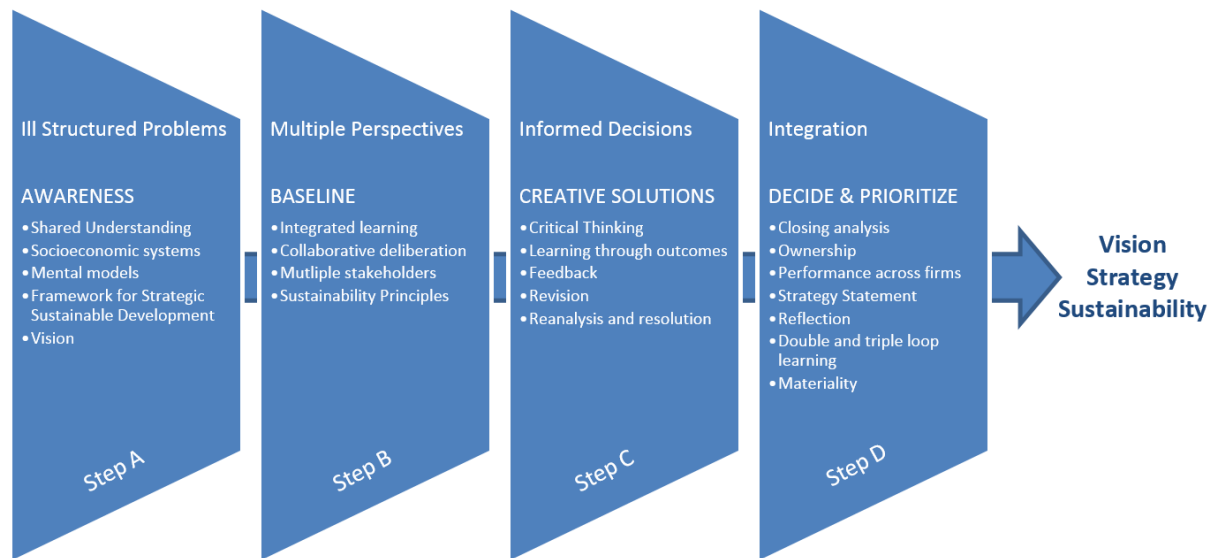 Ill Structured Problems
AWARENESS
•Shared Understanding
•Socioeconomic systems
•Mental models
•Framework for Strategic
Sustainable Development
•Vision
Step A
Multiple Perspectives
BASELINE
•Integrated learning
•Collaborative deliberation
•Mutliple stakeholders
•Sustainability Principles
Step B
Informed Decisions
CREATIVE SOLUTIONS
•Critical Thinking
•Learning through outcomes
•Feedback
•Revision
•Reanalysis and resolution
Step C
Integration
DECIDE & PRIORITIZE
•Closing analysis
•Ownership
•Performance across firms
•Strategy Statement
•Reflection
•Double and triple loop
learning
•Materiality
Step D
Vision
Strategy
Sustainability